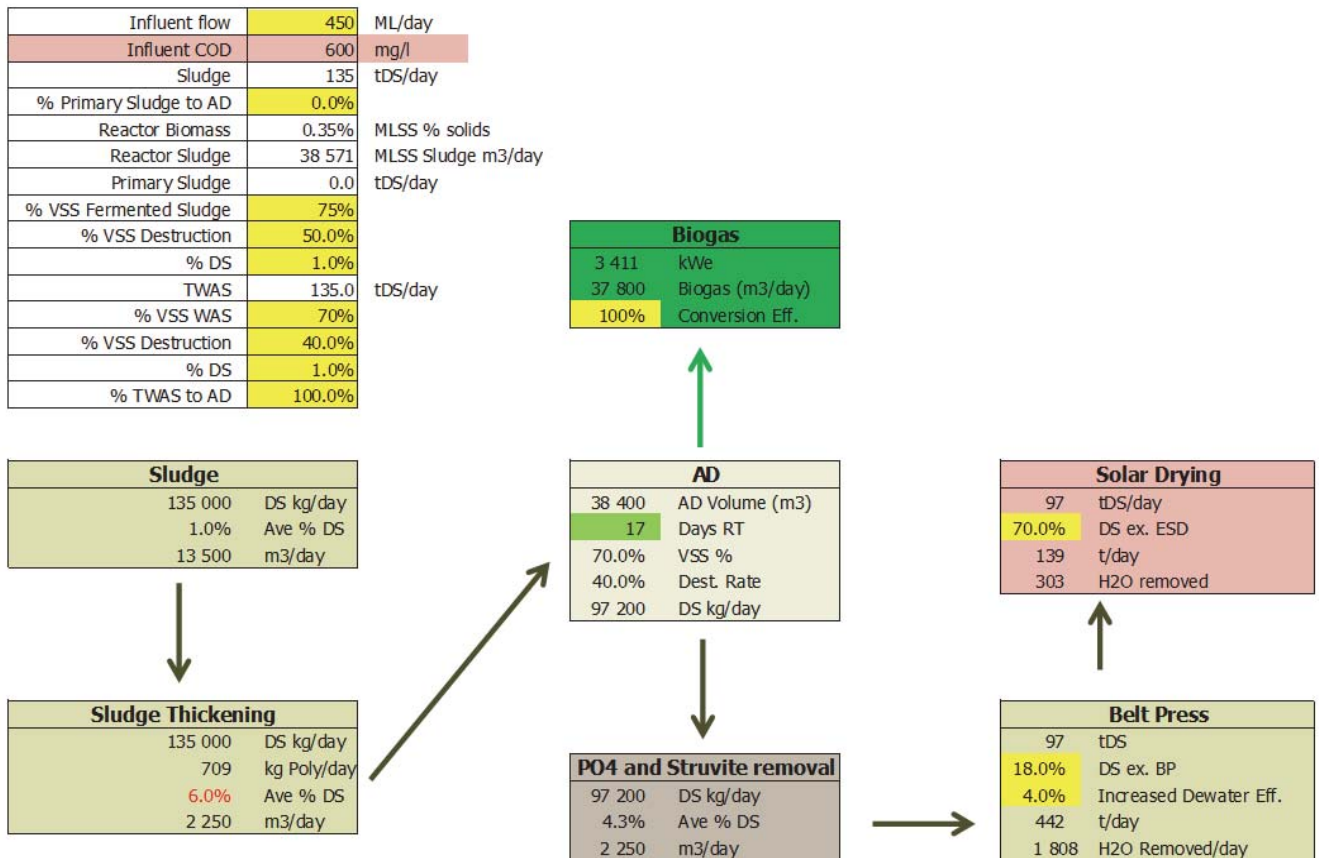 Influent flow 450 ML/day
Influent COD 600 mg/l
Sludge 135 tDS/day
% Primary Sludge to AD 0.0%
Reactor Biomass 0.35% MLSS % solids
Reactor Sludge 38 571 MLSS Sludge m3/day
Primary Sludge 0.0 tDS/day
% VSS Fermented Sludge 75%
% VSS Destruction 50.0%
% DS 1.0%
TWAS 135.0 tDS/day
% VSS WAS 70%
% VSS Destruction 40.0%
% DS 1.0%
% TWAS to AD 100.0%
Biogas
3 411 kWe
37 800 Biogas (m3/day)
100% Conversion Eff.
Sludge
135 000 DS kg/day
1.0% Ave % DS
13 500 m3/day
AD
38 400 AD Volume (m3)
17 Days RT
70.0% VSS %
40.0% Dest. Rate
97 200 DS kg/day
Solar Drying
97 tDS/day
70.0% DS ex. ESD
139 t/day
303 H2O removed
Sludge Thickening
135 000 DS kg/day
709 kg Poly/day
6.0% Ave % DS
2 250 m3/day
PO4 and Struvite removal
97 200 DS kg/day
4.3% Ave % DS
2 250 m3/day
Belt Press
97 tDS
18.0% DS ex. BP
4.0% Increased Dewater Eff.
442 t/day
1 808 H2O Removed/day